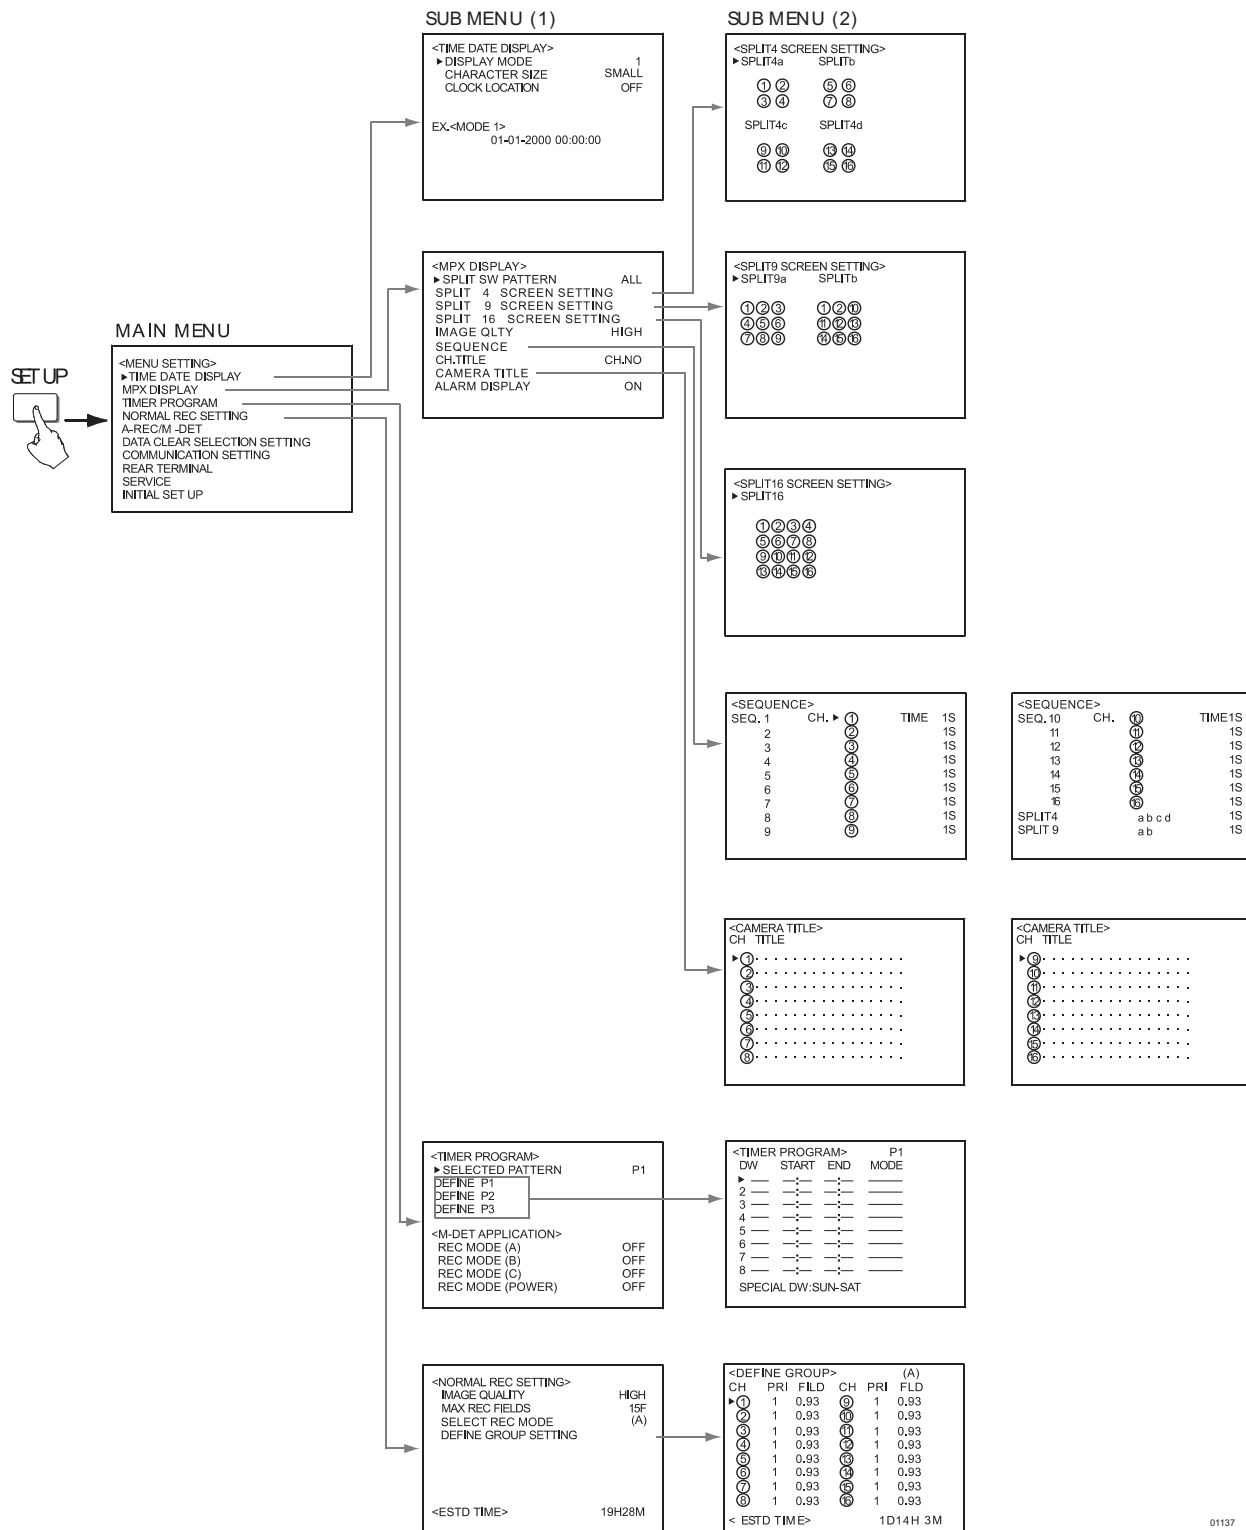 SUB MENU (1)
SUB MENU (2)
<TIME DATE DISPLAY>
►DISPLAY MODE 1
CHARACTER SIZE SMALL
CLOCK LOCATION OFF
EX.<MODE 1>
01-01-2000 00:00:00
<SPLIT4 SCREEN SETTING>
►SPLIT4a SPLITb
① ② ⑤ ⑥
③ ④ ⑦ ⑧
SPLIT4c SPLIT4d
⑨ ⑩ ⑬ ⑭
⑪ ⑫ ⑮ ⑯
<MPX DISPLAY>
►SPLIT SW PATTERN ALL
SPLIT 4 SCREEN SETTING
SPLIT 9 SCREEN SETTING
SPLIT 16 SCREEN SETTING
IMAGE QLTY HIGH
SEQUENCE
CH.TITLE CH.NO
CAMERA TITLE
ALARM DISPLAY ON
<SPLIT9 SCREEN SETTING>
►SPLIT9a SPLITb
①②③ ①②⑩
④⑤⑥ ⑪⑫⑬
⑦⑧⑨ ⑭⑮⑯
MAIN MENU
SET UP
<MENU SETTING>
►TIME DATE DISPLAY
MPX DISPLAY
TIMER PROGRAM
NORMAL REC SETTING
A-REC/M -DET
DATA CLEAR SELECTION SETTING
COMMUNICATION SETTING
REAR TERMINAL
SERVICE
INITIAL SET UP
<SPLIT16 SCREEN SETTING>
►SPLIT16
①②③④
⑤⑥⑦⑧
⑨⑩⑪⑫
⑬⑭⑮⑯
<SEQUENCE>
SEQ. 1 CH. ► ① TIME 1S
2 ② 1S
3 ③ 1S
4 ④ 1S
5 ⑤ 1S
6 ⑥ 1S
7 ⑦ 1S
8 ⑧ 1S
9 ⑨ 1S
<SEQUENCE>
SEQ. 10 CH. ⑩ TIME1S
11 ⑪ 1S
12 ⑫ 1S
13 ⑬ 1S
14 ⑭ 1S
15 ⑮ 1S
16 ⑯ 1S
SPLIT4 a b c d 1S
SPLIT 9 a b 1S
<CAMERA TITLE>
CH TITLE
►①. . . . . . . . . . . . . . .
②. . . . . . . . . . . . . . .
③. . . . . . . . . . . . . . .
④. . . . . . . . . . . . . . .
⑤. . . . . . . . . . . . . . .
⑥. . . . . . . . . . . . . . .
⑦. . . . . . . . . . . . . . .
⑧. . . . . . . . . . . . . . .
<CAMERA TITLE>
CH TITLE
►⑨. . . . . . . . . . . . . . .
⑩. . . . . . . . . . . . . . .
⑪. . . . . . . . . . . . . . .
⑫. . . . . . . . . . . . . . .
⑬. . . . . . . . . . . . . . .
⑭. . . . . . . . . . . . . . .
⑮. . . . . . . . . . . . . . .
⑯. . . . . . . . . . . . . . .
<TIMER PROGRAM>
►SELECTED PATTERN P1
DEFINE P1
DEFINE P2
DEFINE P3
<M-DET APPLICATION>
REC MODE (A) OFF
REC MODE (B) OFF
REC MODE (C) OFF
REC MODE (POWER) OFF
<TIMER PROGRAM> P1
DW START END MODE
► — —:— —:— —
2 — —:— —:— —
3 — —:— —:— —
4 — —:— —:— —
5 — —:— —:— —
6 — —:— —:— —
7 — —:— —:— —
8 — —:— —:— —
SPECIAL DW:SUN-SAT
<NORMAL REC SETTING>
IMAGE QUALITY HIGH
MAX REC FIELDS 15F
SELECT REC MODE (A)
DEFINE GROUP SETTING
<ESTD TIME> 19H28M
<DEFINE GROUP> (A)
CH PRI FILD CH PRI FLD
►① 1 0.93 ⑨ 1 0.93
② 1 0.93 ⑩ 1 0.93
③ 1 0.93 ⑪ 1 0.93
④ 1 0.93 ⑫ 1 0.93
⑤ 1 0.93 ⑬ 1 0.93
⑥ 1 0.93 ⑭ 1 0.93
⑦ 1 0.93 ⑮ 1 0.93
⑧ 1 0.93 ⑯ 1 0.93
< ESTD TIME> 1D14H 3M
01137